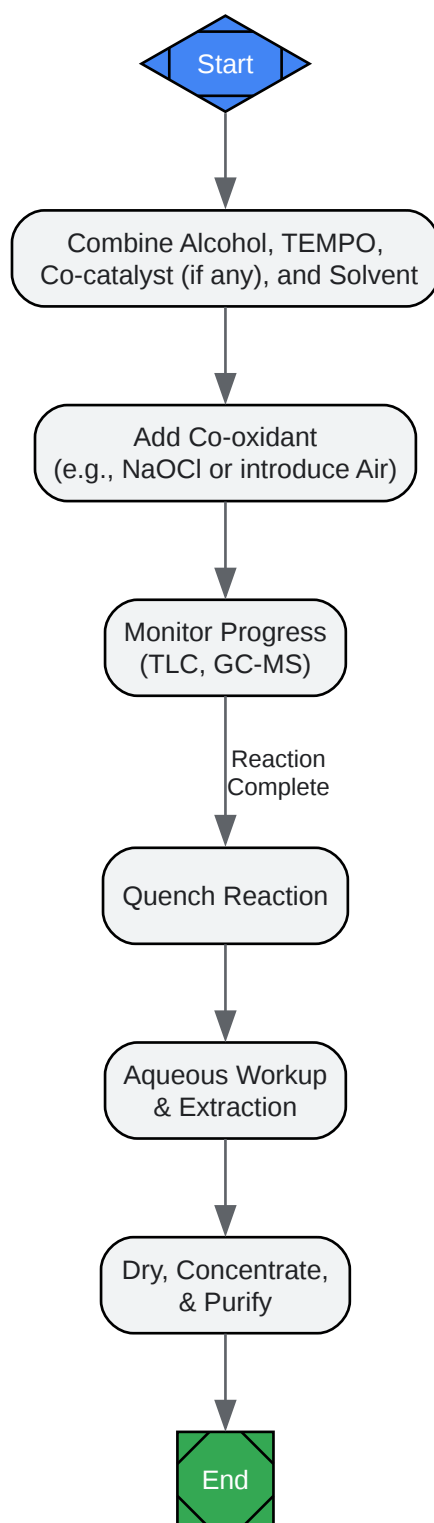 Start
Combine Alcohol, TEMPO,
Co-catalyst (if any), and Solvent
Add Co-oxidant
(e.g., NaOCl or introduce Air)
Monitor Progress
(TLC, GC-MS)
Reaction
Complete
Quench Reaction
Aqueous Workup
& Extraction
Dry, Concentrate,
& Purify
End